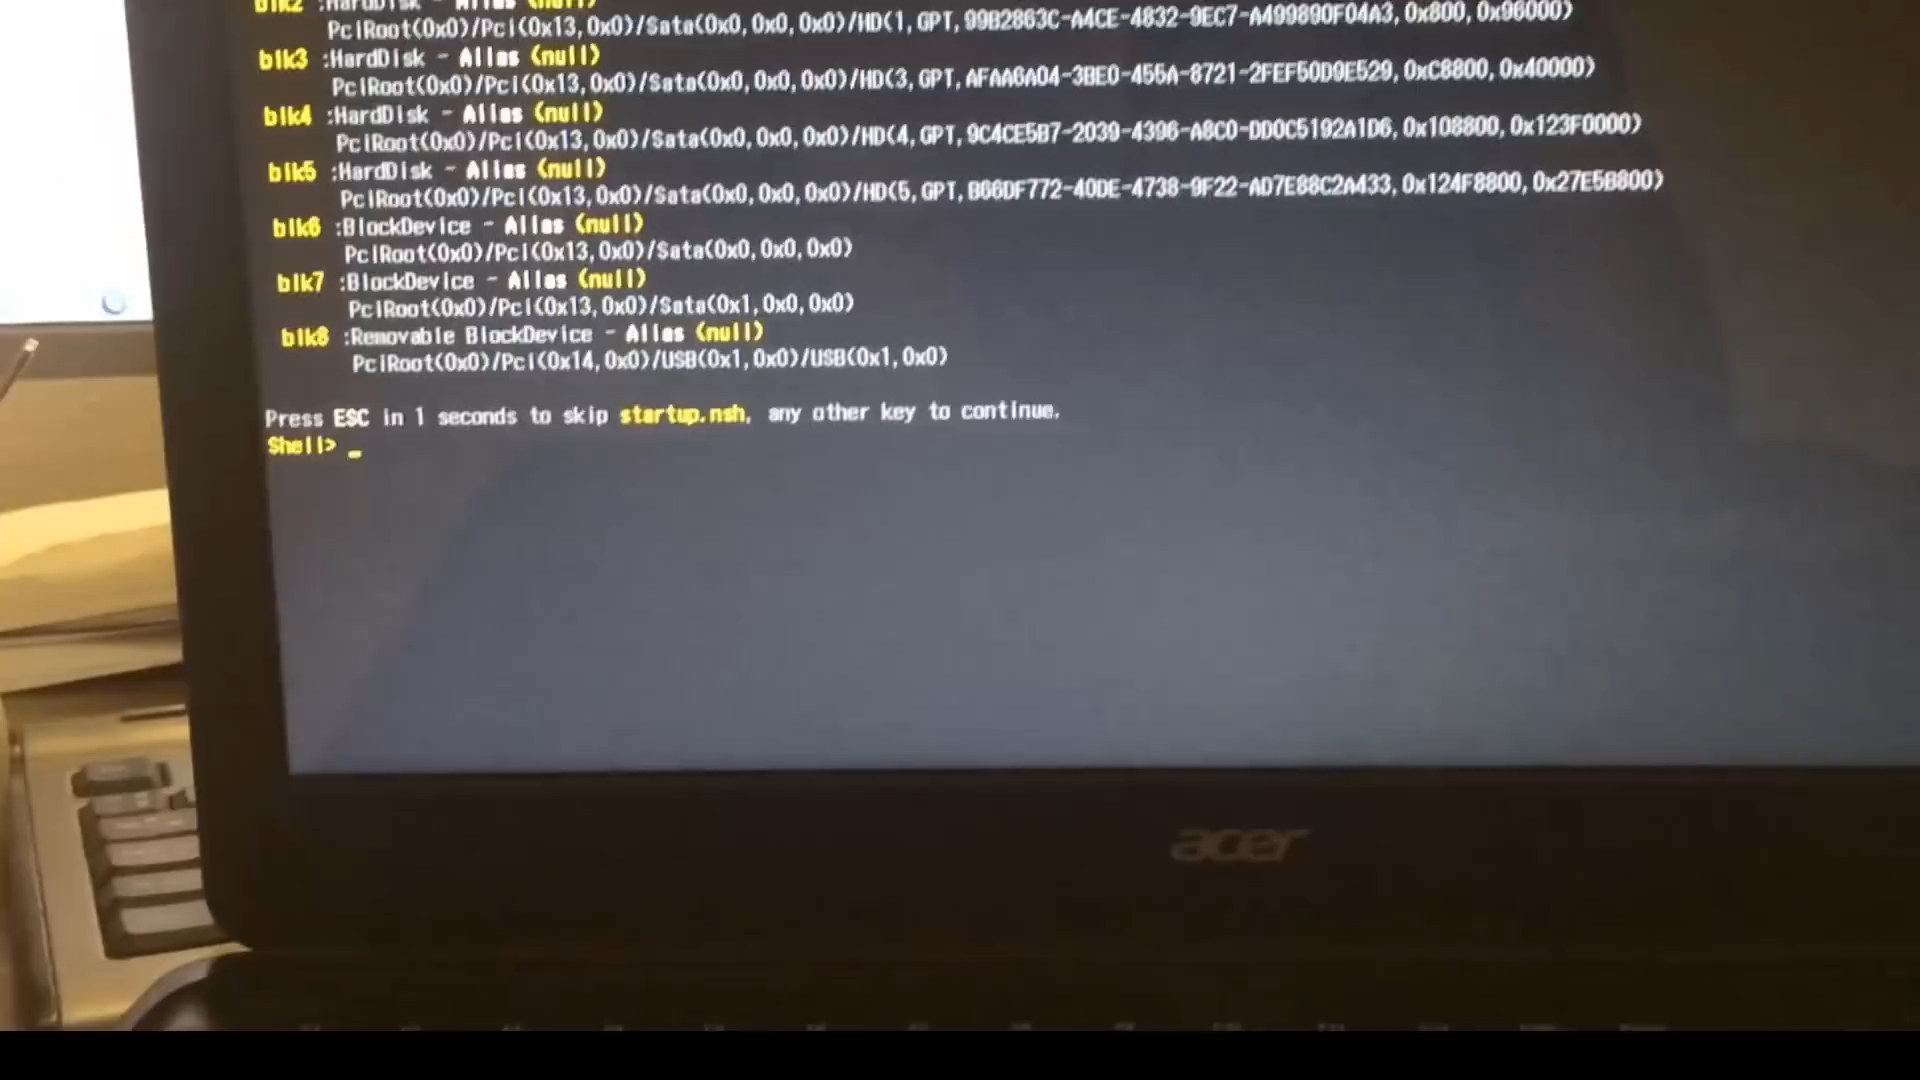 blk2 :HardDisk - Alias (null)
PciRoot(0x0)/Pci(0x13,0x0)/Sata(0x0,0x0,0x0)/HD(1,GPT,99B2863C-A4CE-4832-9EC7-A499890F04A3,0x800,0x96000)
blk3 :HardDisk - Alias (null)
PciRoot(0x0)/Pci(0x13,0x0)/Sata(0x0,0x0,0x0)/HD(3,GPT,AFAA6A04-3BE0-455A-8721-2FEF50D9E529,0xC8800,0x40000)
blk4 :HardDisk - Alias (null)
PciRoot(0x0)/Pci(0x13,0x0)/Sata(0x0,0x0,0x0)/HD(4,GPT,9C4CE5B7-2039-4396-A8C0-DD0C5192A1D6,0x108800,0x123F0000)
blk5 :HardDisk - Alias (null)
PciRoot(0x0)/Pci(0x13,0x0)/Sata(0x0,0x0,0x0)/HD(5,GPT,B66DF772-40DE-4738-9F22-AD7E88C2A433,0x124F8800,0x27E5B800)
blk6 :BlockDevice - Alias (null)
PciRoot(0x0)/Pci(0x13,0x0)/Sata(0x0,0x0,0x0)
blk7 :BlockDevice - Alias (null)
PciRoot(0x0)/Pci(0x13,0x0)/Sata(0x1,0x0,0x0)
blk8 :Removable BlockDevice - Alias (null)
PciRoot(0x0)/Pci(0x14,0x0)/USB(0x1,0x0)/USB(0x1,0x0)
Press ESC in 1 seconds to skip startup.nsh, any other key to continue.
Shell> _
acer